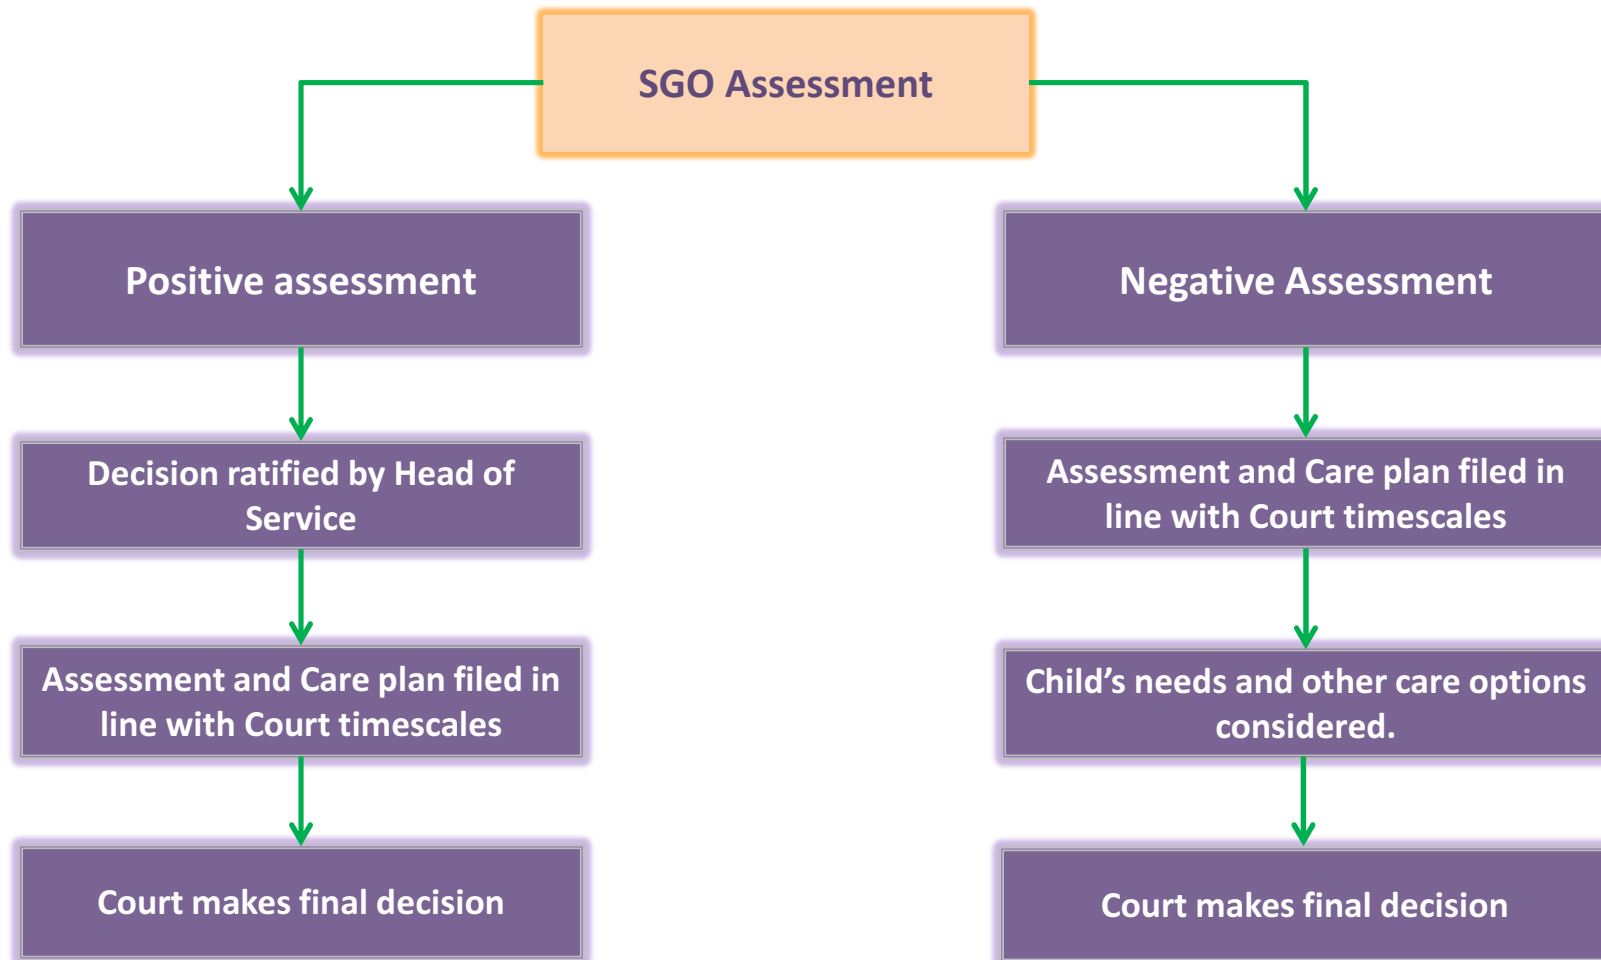 SGO Assessment
Positive assessment
Decision ratified by Head of
Service
Assessment and Care plan filed in
line with Court timescales
Court makes final decision
Negative Assessment
Assessment and Care plan filed in
line with Court timescales
Child’s needs and other care options
considered.
Court makes final decision